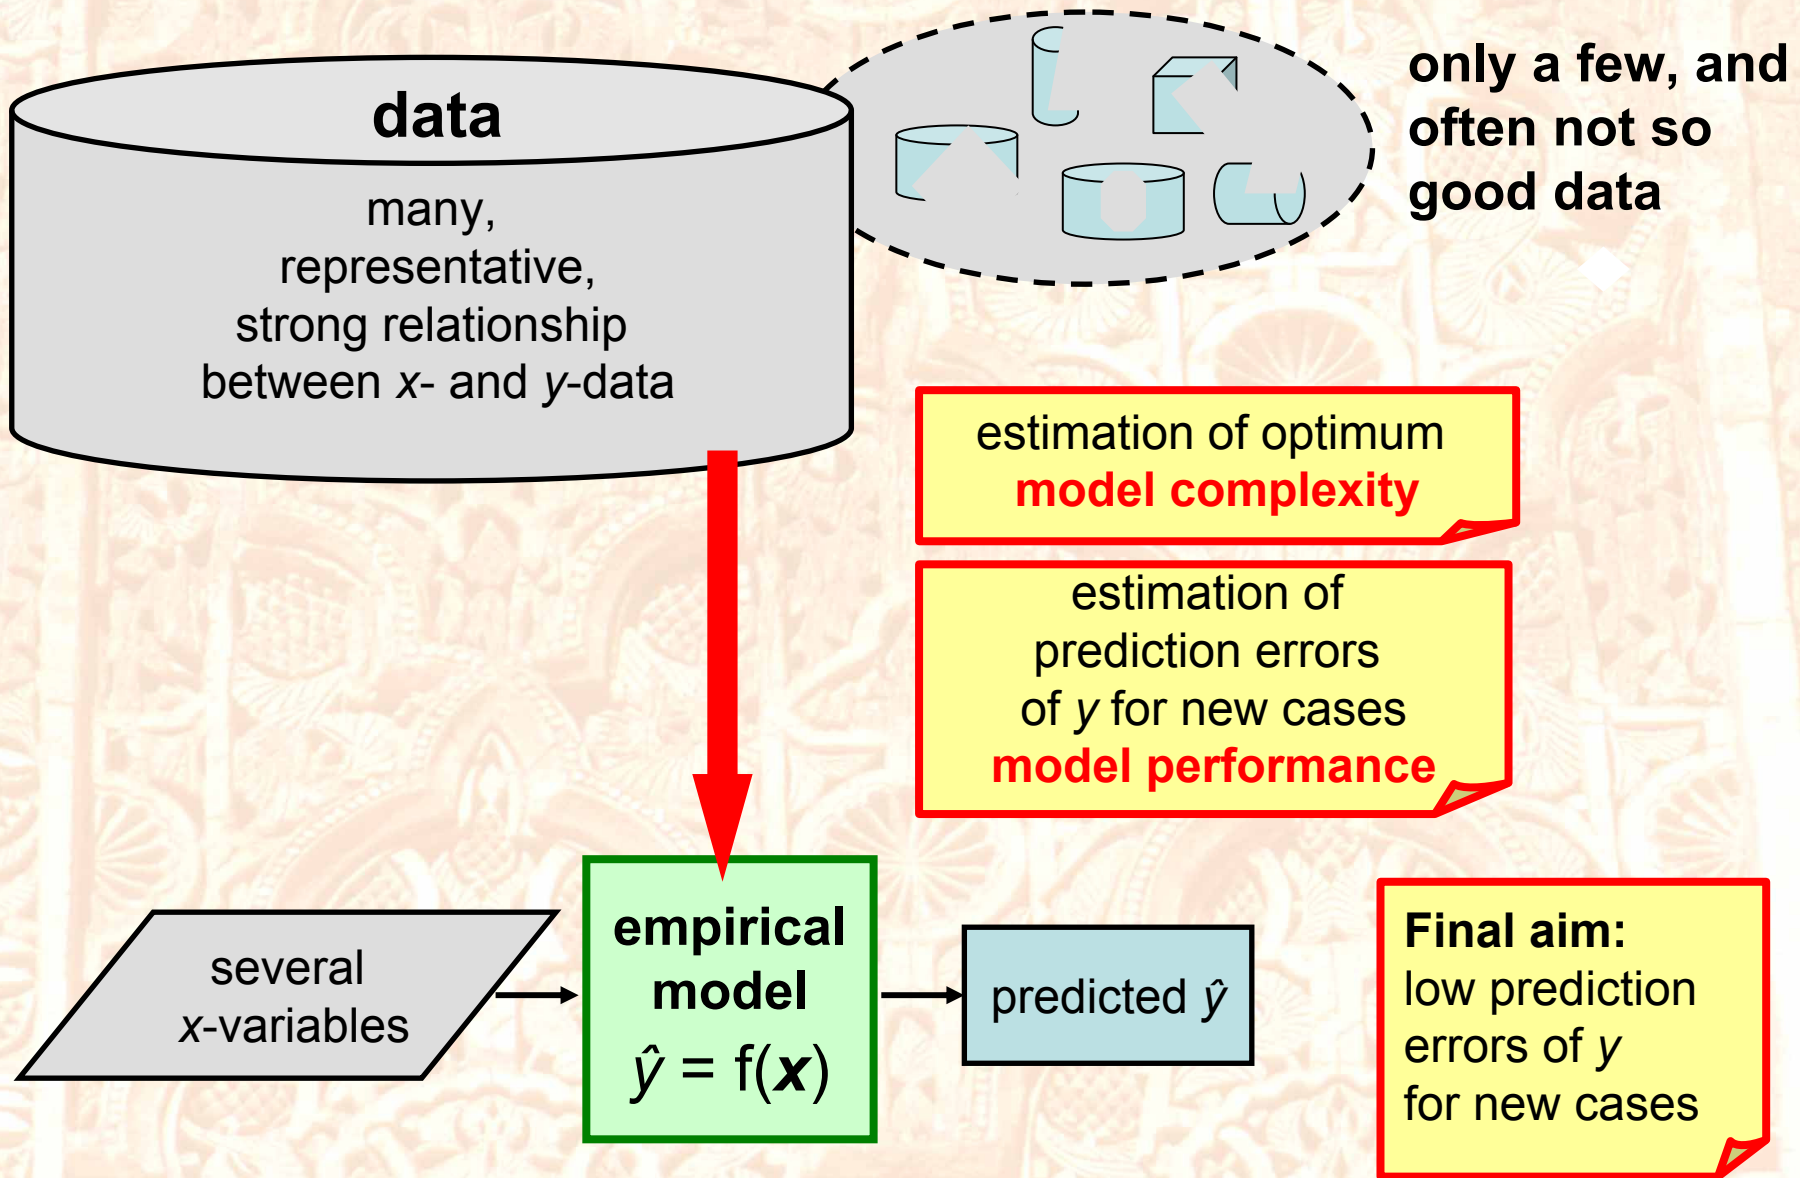 data
many,
representative,
strong relationship
between x- and y-data
only a few, and
often not so
good data
estimation of optimum
model complexity
estimation of
prediction errors
of y for new cases
model performance
several
x-variables
empirical
model
ŷ = f(x)
predicted ŷ
Final aim:
low prediction
errors of y
for new cases